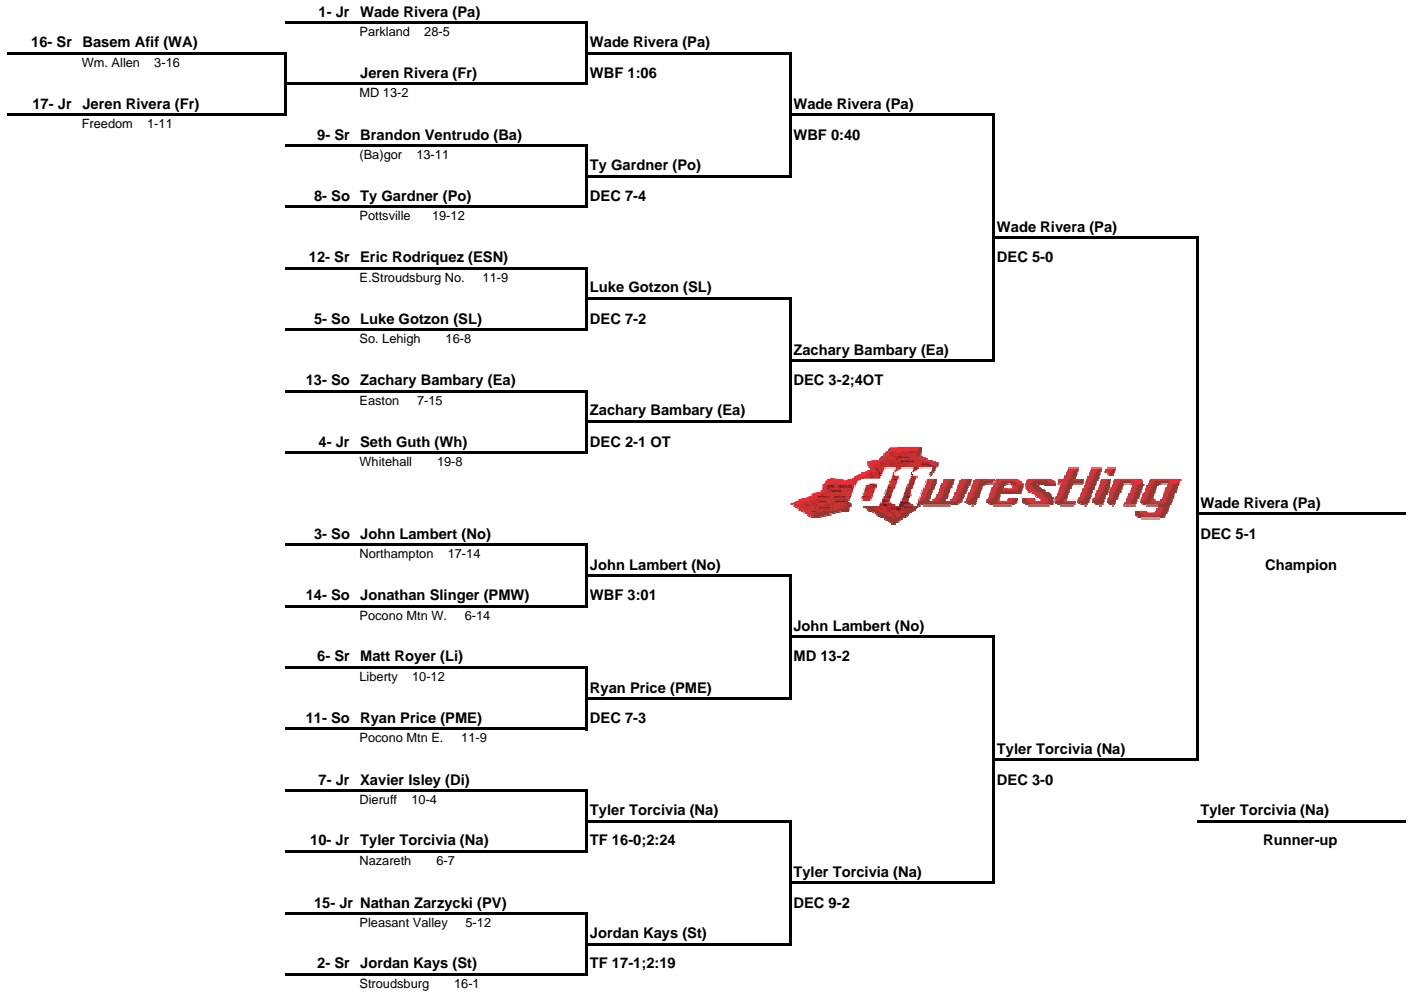 1- Jr Wade Rivera (Pa)
Parkland 28-5
16- Sr Basem Afif (WA)
Wm. Allen 3-16
Wade Rivera (Pa)
Jeren Rivera (Fr)
WBF 1:06
MD 13-2
17- Jr Jeren Rivera (Fr)
Freedom 1-11
Wade Rivera (Pa)
WBF 0:40
9- Sr Brandon Ventrudo (Ba)
(Ba)gor 13-11
Ty Gardner (Po)
8- So Ty Gardner (Po)
DEC 7-4
Pottsville 19-12
Wade Rivera (Pa)
DEC 5-0
12- Sr Eric Rodriquez (ESN)
E.Stroudsburg No. 11-9
Luke Gotzon (SL)
5- So Luke Gotzon (SL)
DEC 7-2
So. Lehigh 16-8
Zachary Bambary (Ea)
DEC 3-2;4OT
13- So Zachary Bambary (Ea)
Easton 7-15
Zachary Bambary (Ea)
4- Jr Seth Guth (Wh)
DEC 2-1 OT
Whitehall 19-8
d11wrestling
Wade Rivera (Pa)
DEC 5-1
Champion
3- So John Lambert (No)
Northampton 17-14
John Lambert (No)
14- So Jonathan Slinger (PMW)
WBF 3:01
Pocono Mtn W. 6-14
John Lambert (No)
MD 13-2
6- Sr Matt Royer (Li)
Liberty 10-12
Ryan Price (PME)
11- So Ryan Price (PME)
DEC 7-3
Pocono Mtn E. 11-9
Tyler Torcivia (Na)
DEC 3-0
7- Jr Xavier Isley (Di)
Dieruff 10-4
Tyler Torcivia (Na)
Tyler Torcivia (Na)
Runner-up
10- Jr Tyler Torcivia (Na)
TF 16-0;2:24
Nazareth 6-7
Tyler Torcivia (Na)
DEC 9-2
15- Jr Nathan Zarzycki (PV)
Pleasant Valley 5-12
Jordan Kays (St)
2- Sr Jordan Kays (St)
TF 17-1;2:19
Stroudsburg 16-1